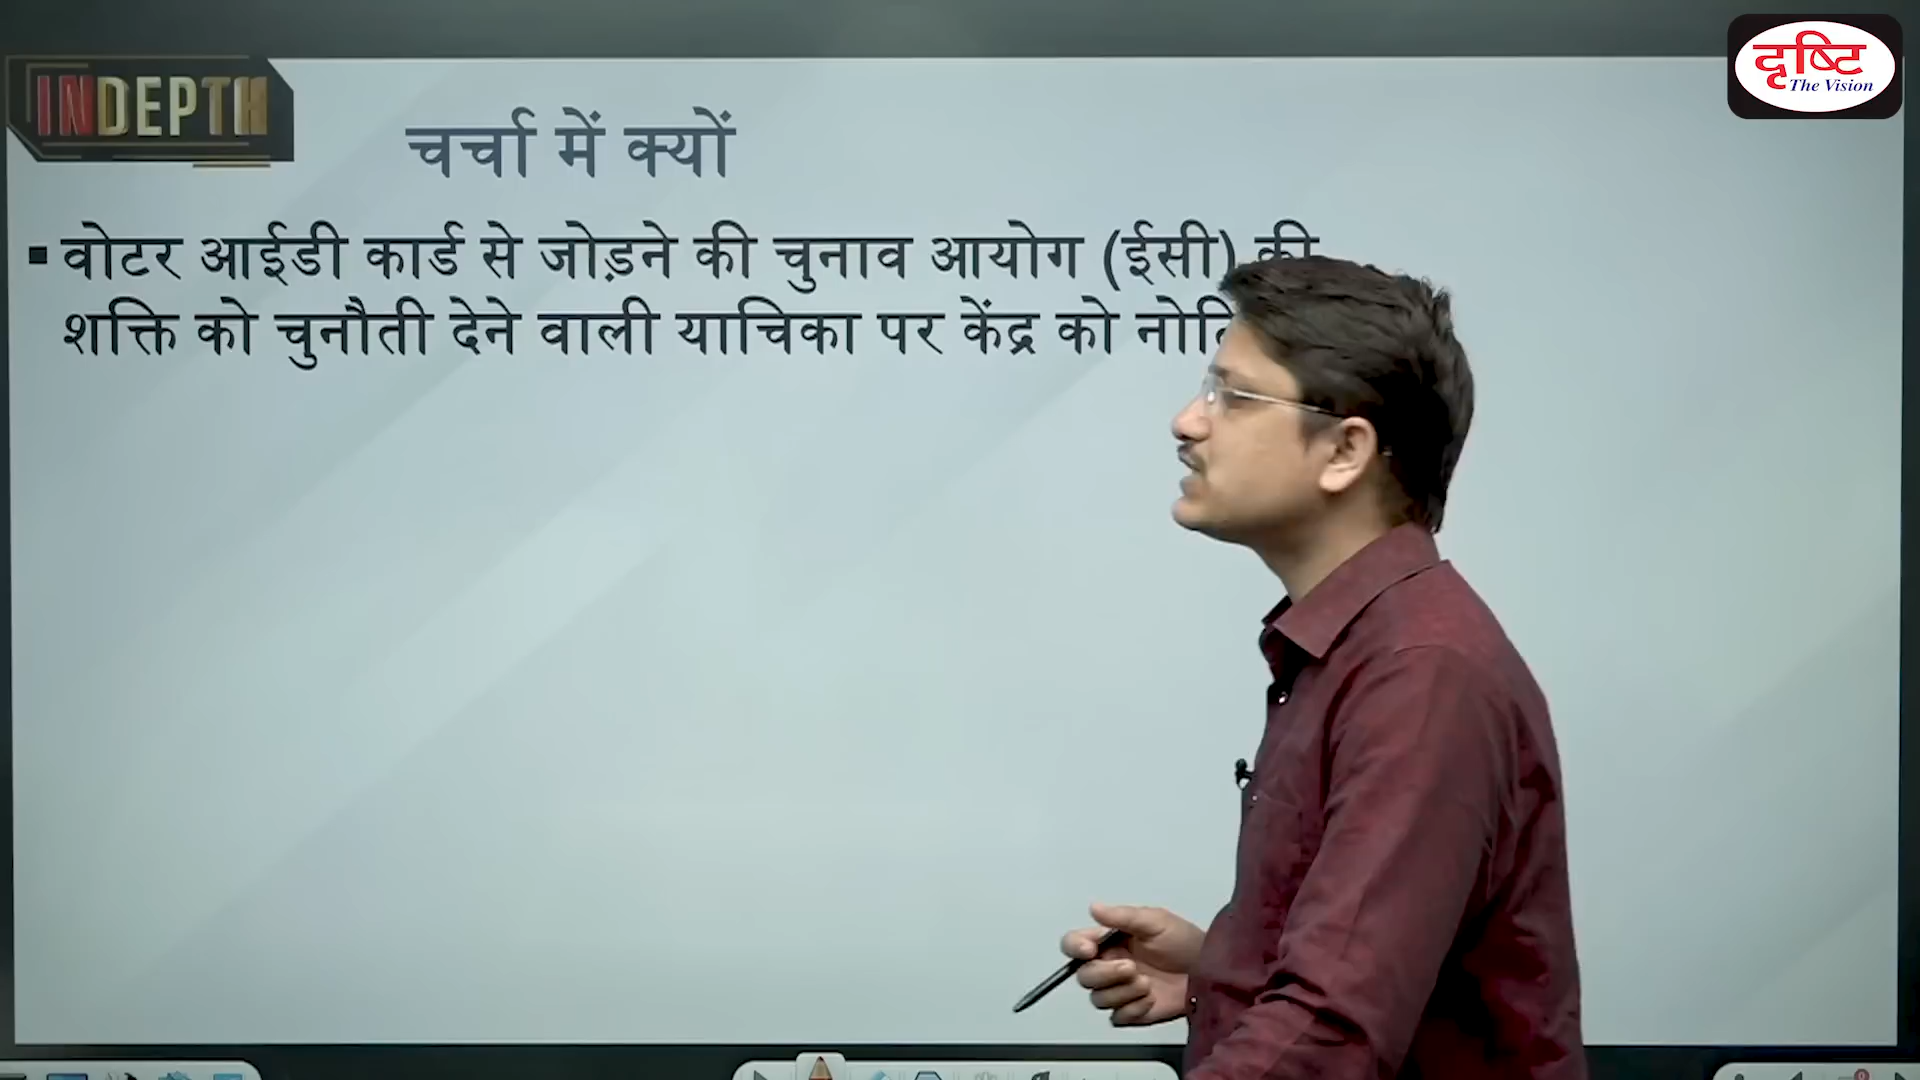 INDEPTH
दृष्टि
The Vision
चर्चा में क्यों
▪ वोटर आईडी कार्ड से जोड़ने की चुनाव आयोग (ईसी) की
शक्ति को चुनौती देने वाली याचिका पर केंद्र को